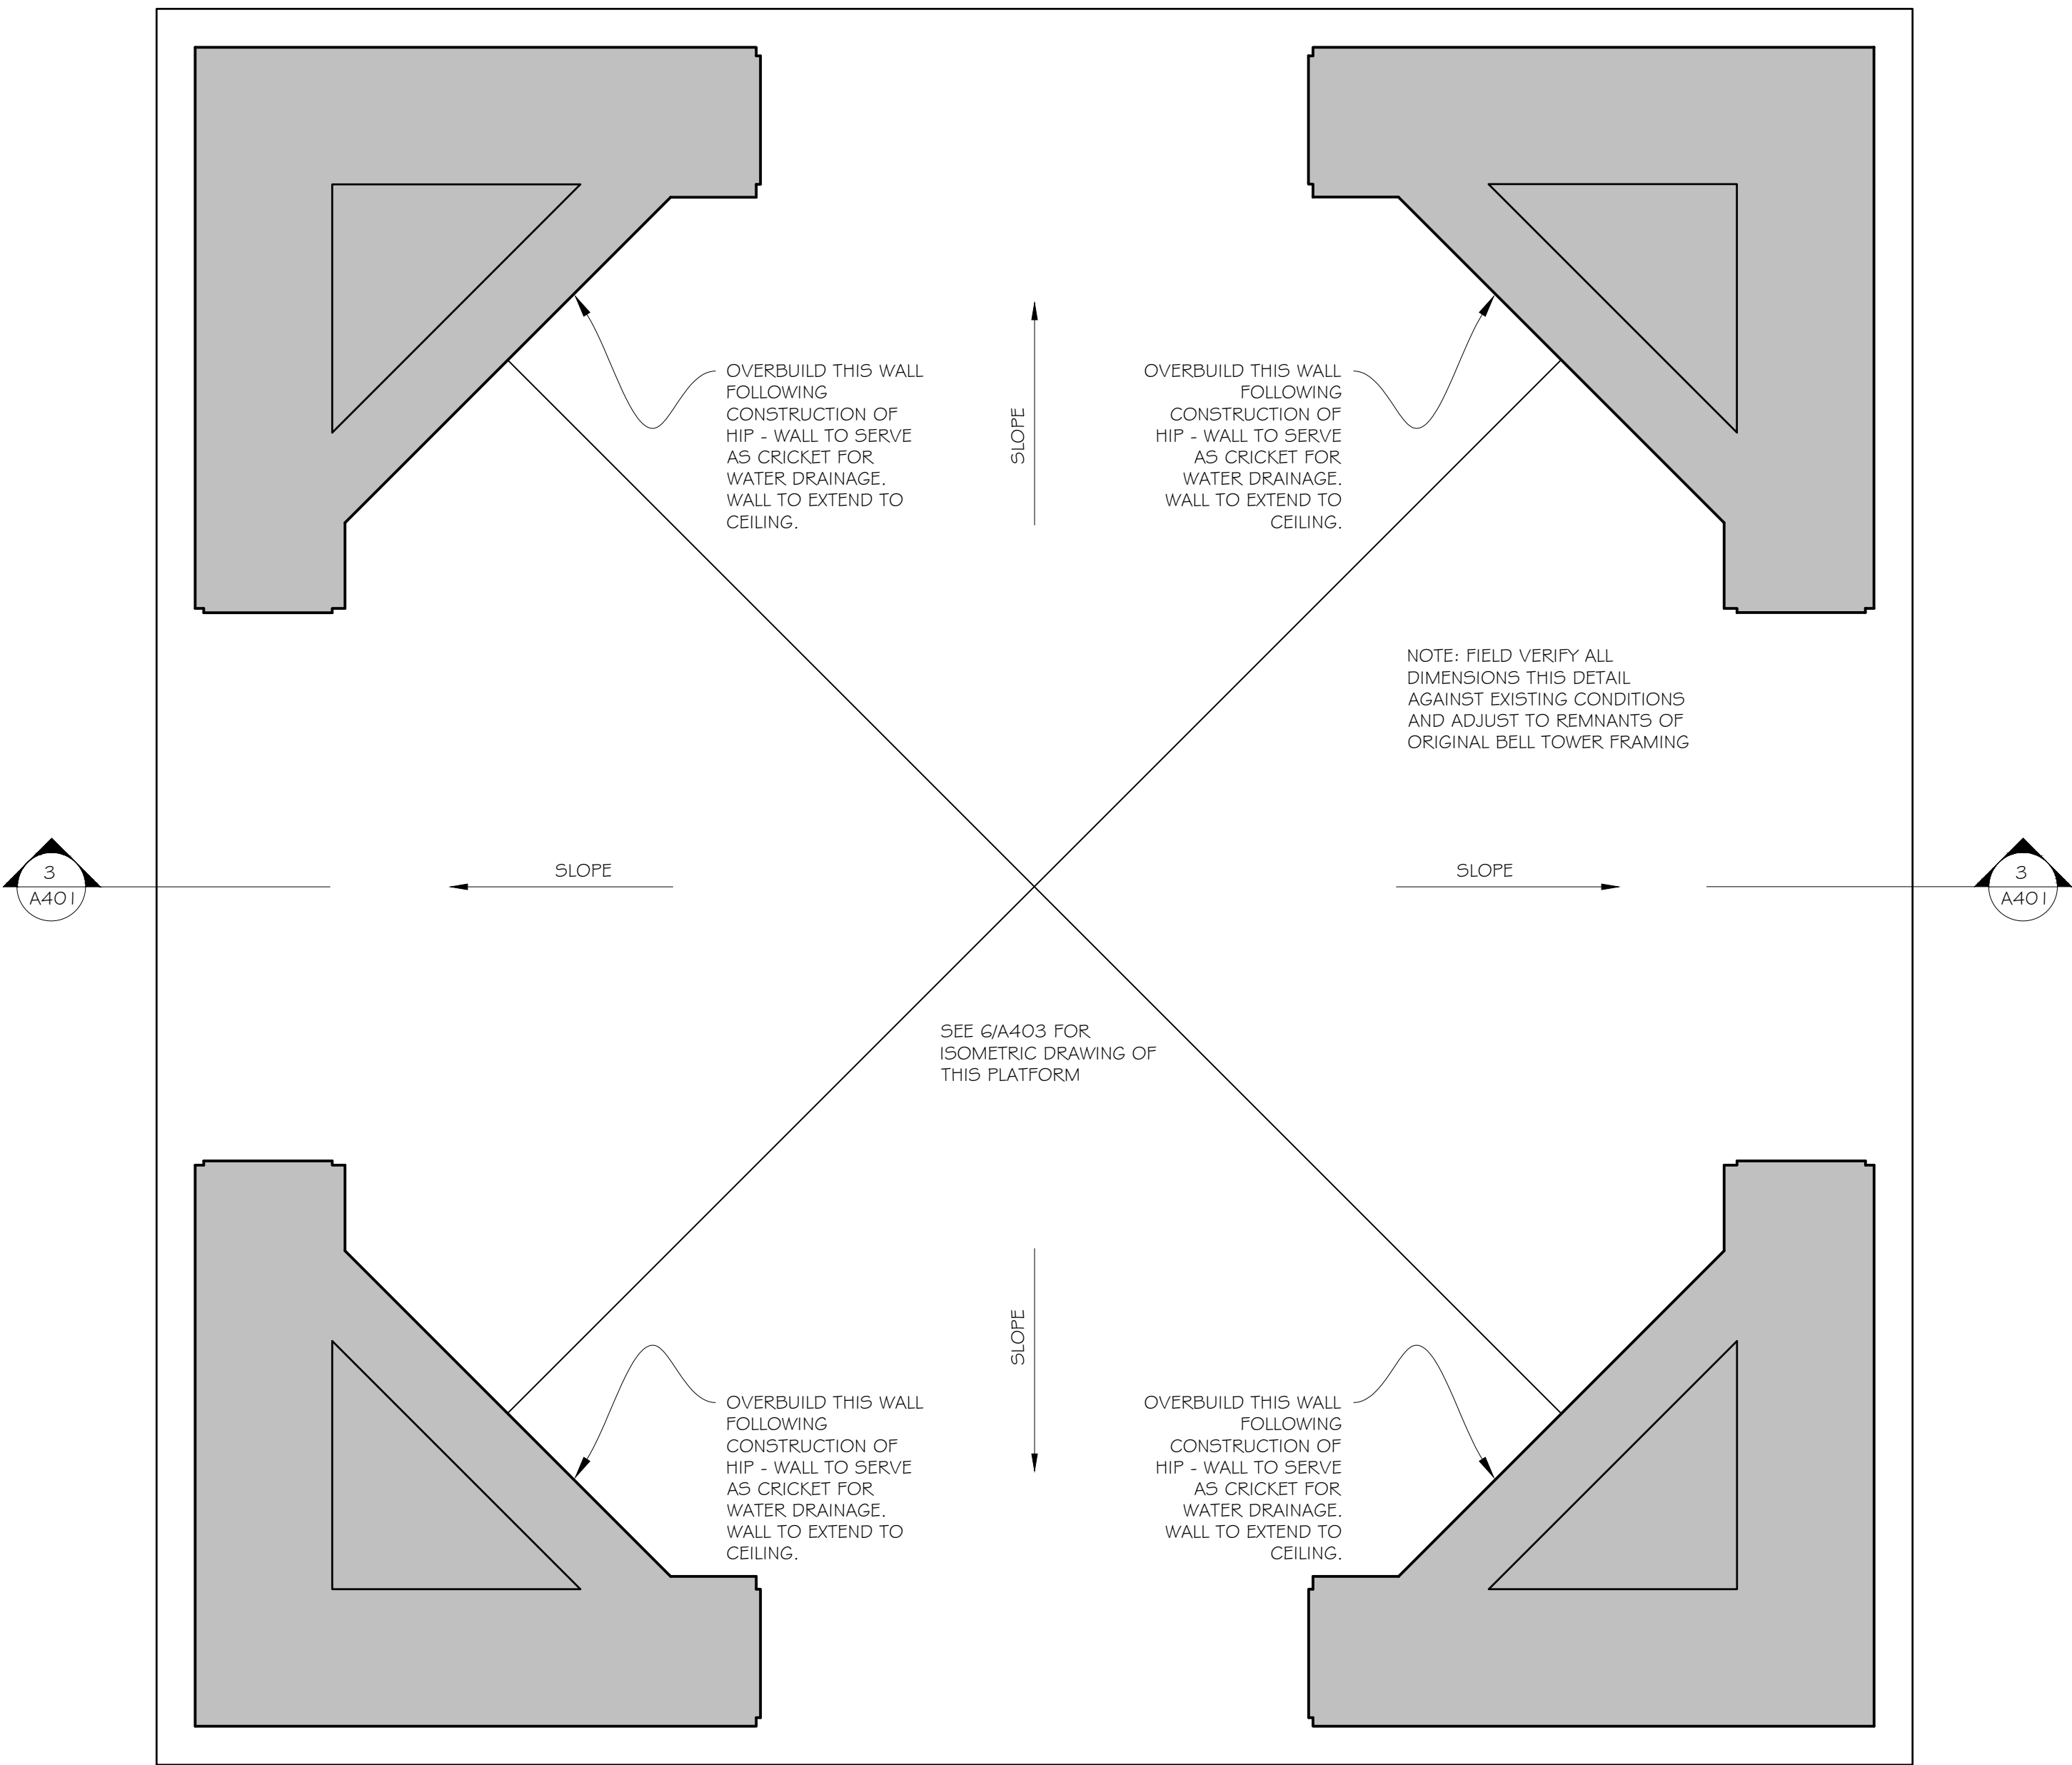 OVERBUILD THIS WALL
FOLLOWING
CONSTRUCTION OF
HIP - WALL TO SERVE
AS CRICKET FOR
WATER DRAINAGE.
WALL TO EXTEND TO
CEILING.
SLOPE
OVERBUILD THIS WALL
FOLLOWING
CONSTRUCTION OF
HIP - WALL TO SERVE
AS CRICKET FOR
WATER DRAINAGE.
WALL TO EXTEND TO
CEILING.
NOTE: FIELD VERIFY ALL
DIMENSIONS THIS DETAIL
AGAINST EXISTING CONDITIONS
AND ADJUST TO REMNANTS OF
ORIGINAL BELL TOWER FRAMING
3
A401
SLOPE
SLOPE
3
A401
SEE 6/A403 FOR
ISOMETRIC DRAWING OF
THIS PLATFORM
SLOPE
OVERBUILD THIS WALL
FOLLOWING
CONSTRUCTION OF
HIP - WALL TO SERVE
AS CRICKET FOR
WATER DRAINAGE.
WALL TO EXTEND TO
CEILING.
OVERBUILD THIS WALL
FOLLOWING
CONSTRUCTION OF
HIP - WALL TO SERVE
AS CRICKET FOR
WATER DRAINAGE.
WALL TO EXTEND TO
CEILING.